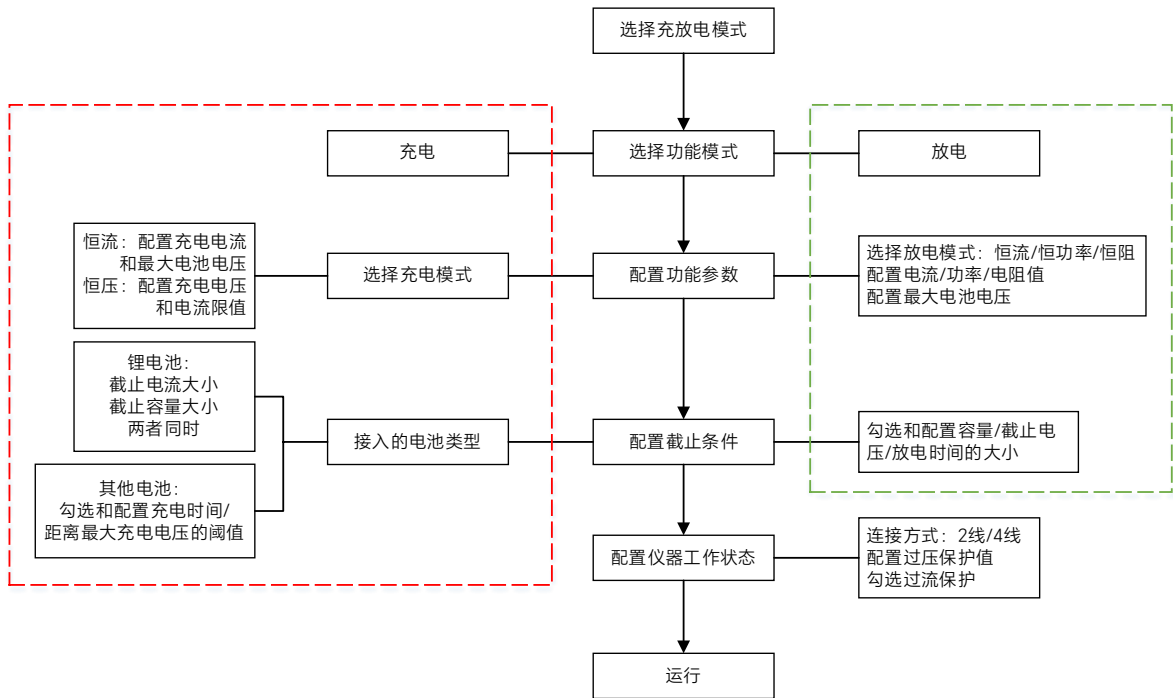 选择充放电模式
充电
选择功能模式
放电
恒流：配置充电电流
和最大电池电压
恒压：配置充电电压
和电流限值
选择充电模式
配置功能参数
选择放电模式：恒流/恒功率/恒阻
配置电流/功率/电阻值
配置最大电池电压
锂电池：
截止电流大小
截止容量大小
两者同时
其他电池：
勾选和配置充电时间/
距离最大充电电压的阈值
接入的电池类型
配置截止条件
勾选和配置容量/截止电
压/放电时间的大小
配置仪器工作状态
连接方式：2线/4线
配置过压保护值
勾选过流保护
运行